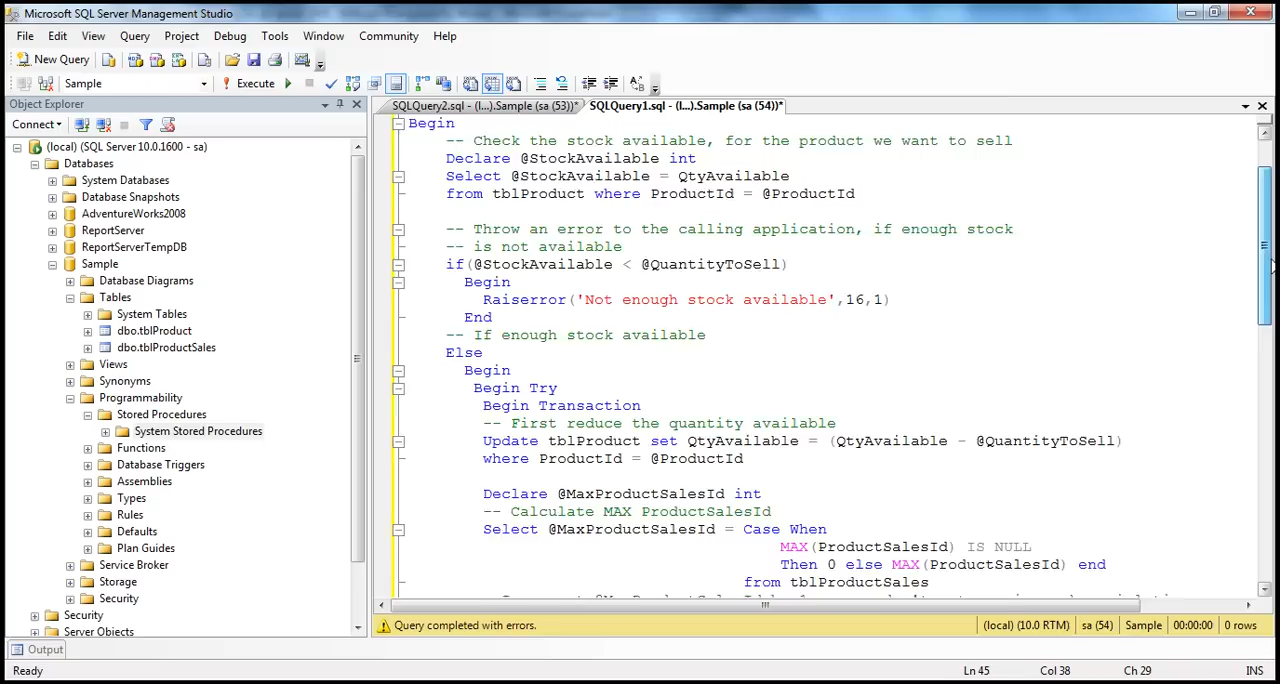 Microsoft SQL Server Management Studio
File Edit View Query Project Debug Tools Window Community Help
New Query
Sample Execute
Object Explorer
SQLQuery2.sql - (l...).Sample (sa (53))* SQLQuery1.sql - (l...).Sample (sa (54))*
Connect
(local) (SQL Server 10.0.1600 - sa)
Databases
System Databases
Database Snapshots
AdventureWorks2008
ReportServer
ReportServerTempDB
Sample
Database Diagrams
Tables
System Tables
dbo.tblProduct
dbo.tblProductSales
Views
Synonyms
Programmability
Stored Procedures
System Stored Procedures
Functions
Database Triggers
Assemblies
Types
Rules
Defaults
Plan Guides
Service Broker
Storage
Security
Security
Server Objects
Begin
-- Check the stock available, for the product we want to sell
Declare @StockAvailable int
Select @StockAvailable = QtyAvailable
from tblProduct where ProductId = @ProductId
-- Throw an error to the calling application, if enough stock
-- is not available
if(@StockAvailable < @QuantityToSell)
Begin
Raiserror('Not enough stock available',16,1)
End
-- If enough stock available
Else
Begin
Begin Try
Begin Transaction
-- First reduce the quantity available
Update tblProduct set QtyAvailable = (QtyAvailable - @QuantityToSell)
where ProductId = @ProductId
Declare @MaxProductSalesId int
-- Calculate MAX ProductSalesId
Select @MaxProductSalesId = Case When
MAX(ProductSalesId) IS NULL
Then 0 else MAX(ProductSalesId) end
from tblProductSales
Query completed with errors. (local) (10.0 RTM) sa (54) Sample 00:00:00 0 rows
Output
Ready Ln 45 Col 38 Ch 29 INS